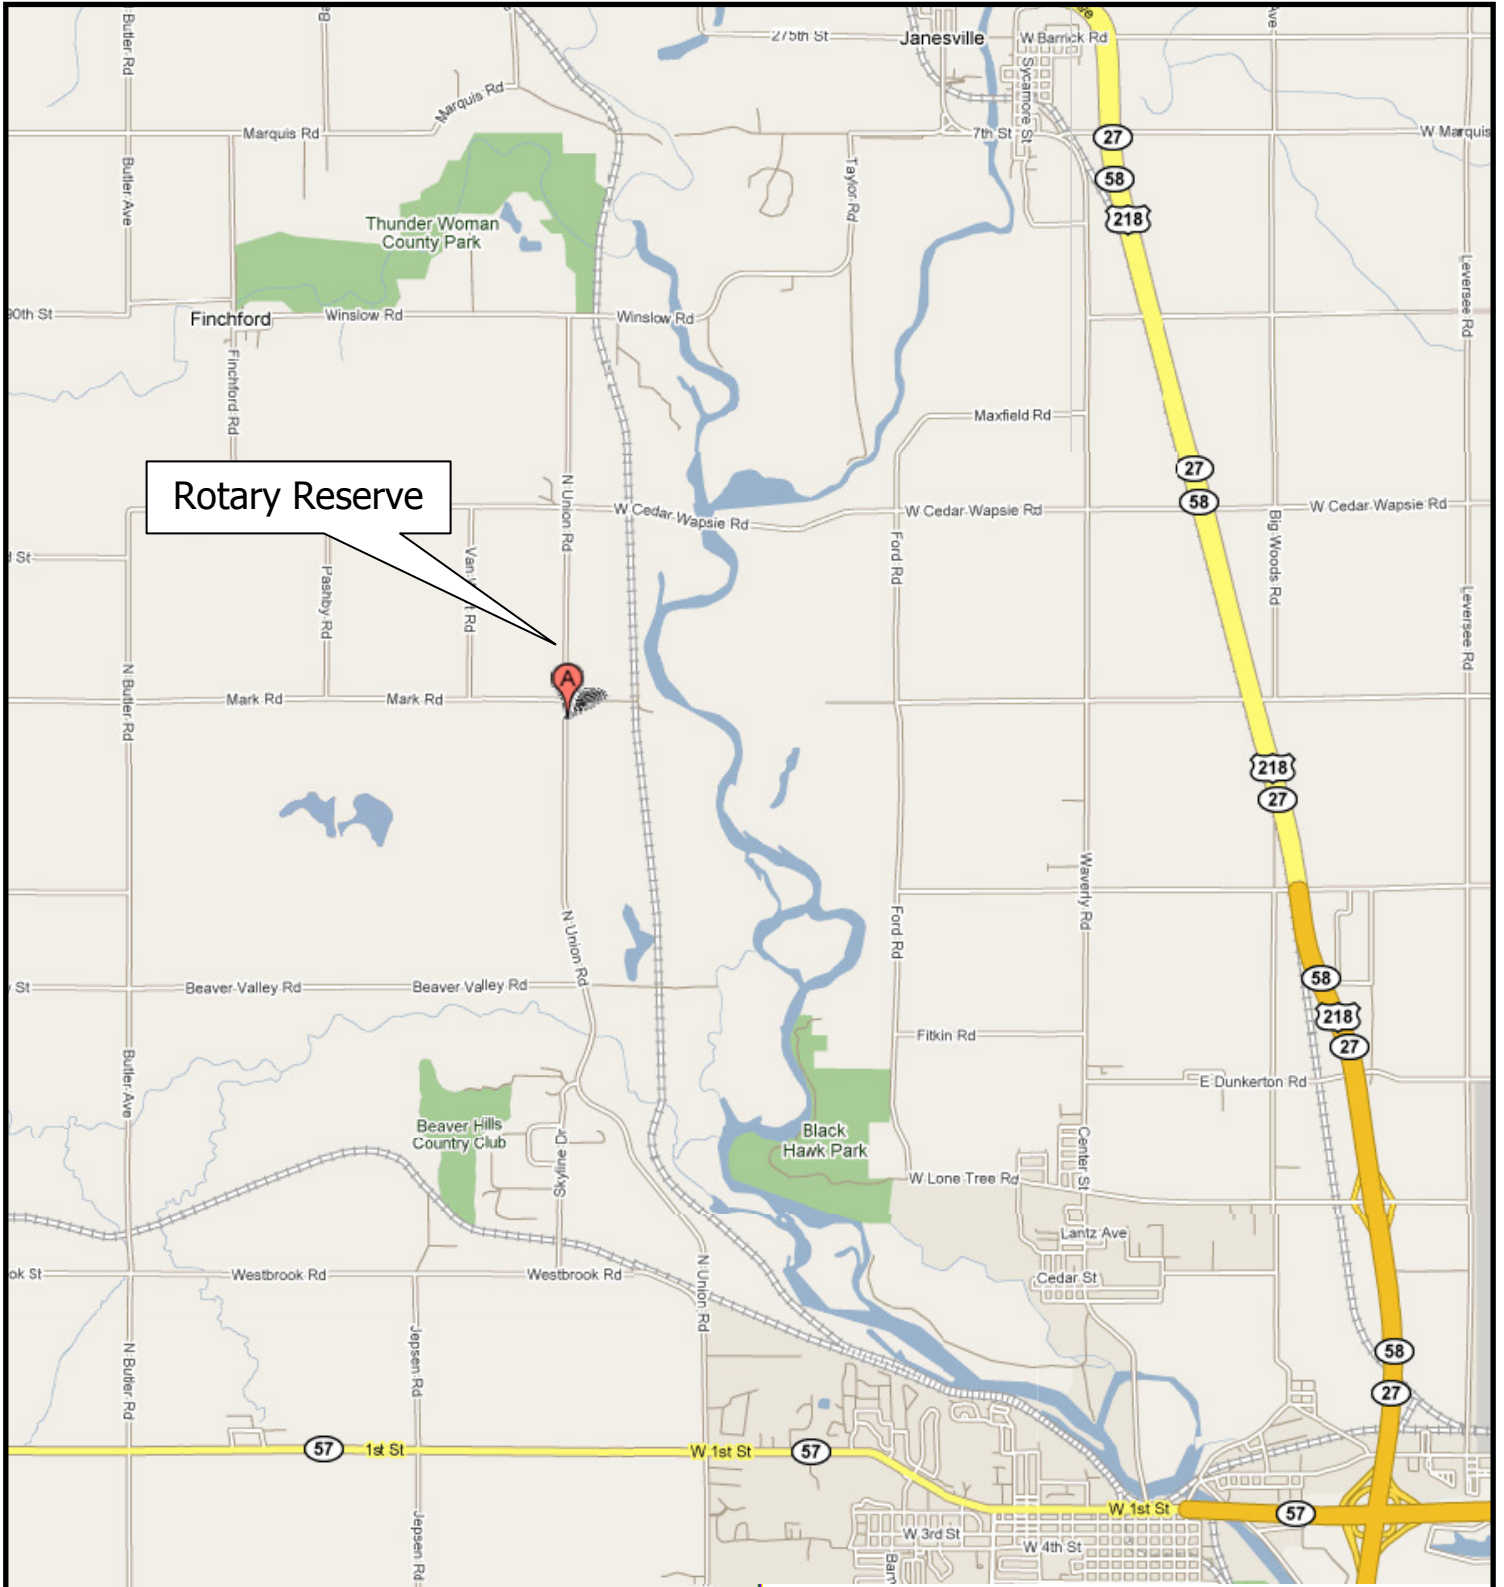 275th St
Janesville
W Barrick Rd
Ave
N Butler Rd
Sycamore St
Marquis Rd
Marquis Rd
7th St
27
W Marquis
58
Butler Ave
Taylor Rd
218
Thunder Woman
County Park
Leversee Rd
Finchford
Winslow Rd
Winslow Rd
Finchford Rd
Maxfield Rd
27
58
Rotary Reserve
N Union Rd
W Cedar Wapsie Rd
W Cedar Wapsie Rd
W Cedar Wapsie Rd
St
Pashby Rd
Van
t Rd
Ford Rd
Big Woods Rd
Leversee Rd
A
N Butler Rd
Mark Rd
Mark Rd
218
27
Waverly Rd
N Union Rd
Ford Rd
58
St
Beaver Valley Rd
Beaver Valley Rd
218
Fitkin Rd
27
Butler Ave
E Dunkerton Rd
Beaver Hills
Country Club
Skyline Dr
Black
Hawk Park
Center St
W Lone Tree Rd
Lantz Ave
ok St
Westbrook Rd
Westbrook Rd
N Union Rd
Cedar St
N Butler Rd
Jepsen Rd
58
27
57
1st St
W 1st St
57
W 1st St
57
Jepsen Rd
W 3rd St
W 4th St